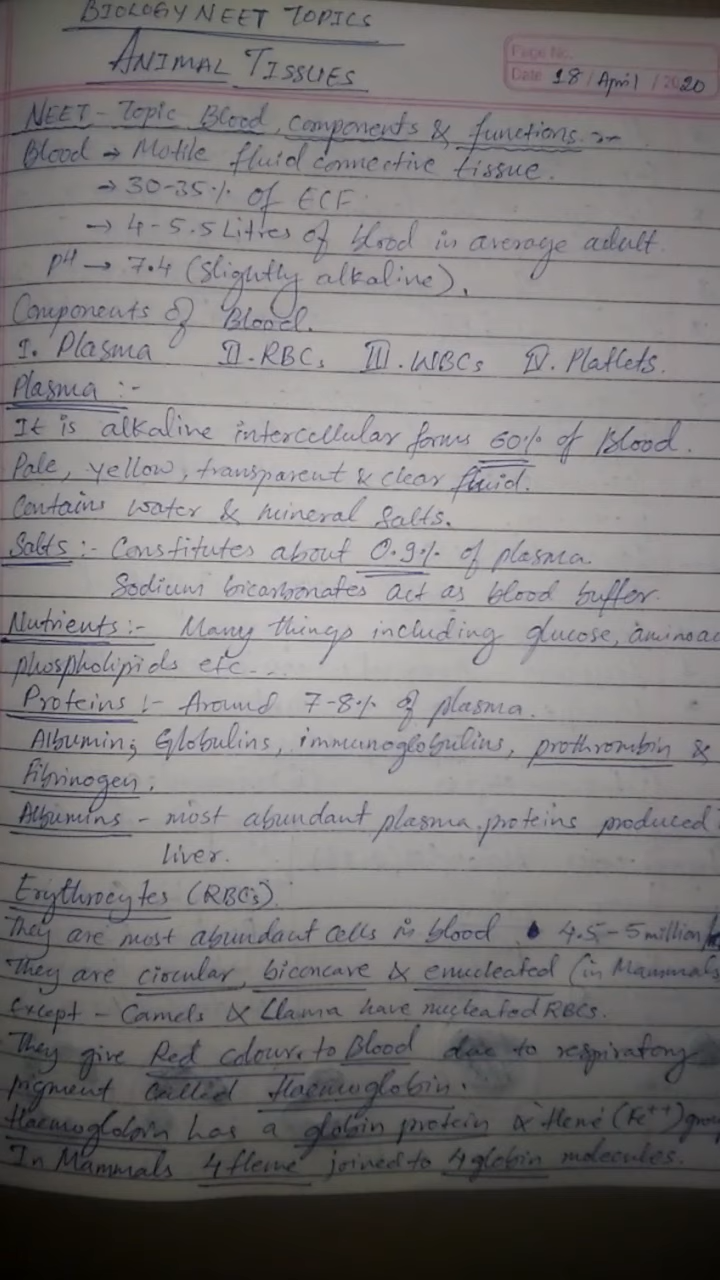 BIOLOGY NEET TOPICS
ANIMAL TISSUES
Page No.
Date 18 / April / 2020
NEET - Topic Blood, components & functions :-
Blood → Motile fluid connective tissue.
→ 30-35% of ECF.
→ 4-5.5 Litres of blood in average adult.
pH → 7.4 (Slightly alkaline).
Components of Blood.
I. Plasma II. RBCs III. WBCs IV. Platlets.
Plasma :-
It is alkaline intercellular forms 60% of Blood.
Pale, yellow, transparent & clear fluid.
Contains water & mineral salts.
Salts :- Constitutes about 0.9% of plasma.
Sodium bicarbonates act as blood buffer.
Nutrients :- Many things including glucose, aminoac
phospholipids etc...
Proteins :- Around 7-8% of plasma.
Albumin, Globulins, immunoglobulins, prothrombin &
Fibrinogen.
Albumins - most abundant plasma proteins produced
liver.
Erythrocytes (RBCs)
They are most abundant cells in blood 4.5-5 million/
They are circular, biconcave & enucleated (in Mammals
except - Camels & Llama have nucleated RBCs.
They give Red colour to Blood due to respiratory
pigment called Haemoglobin.
Haemoglobin has a globin protein & Heme (Fe++) grou
In Mammals 4 Heme joined to 4 globin molecules.